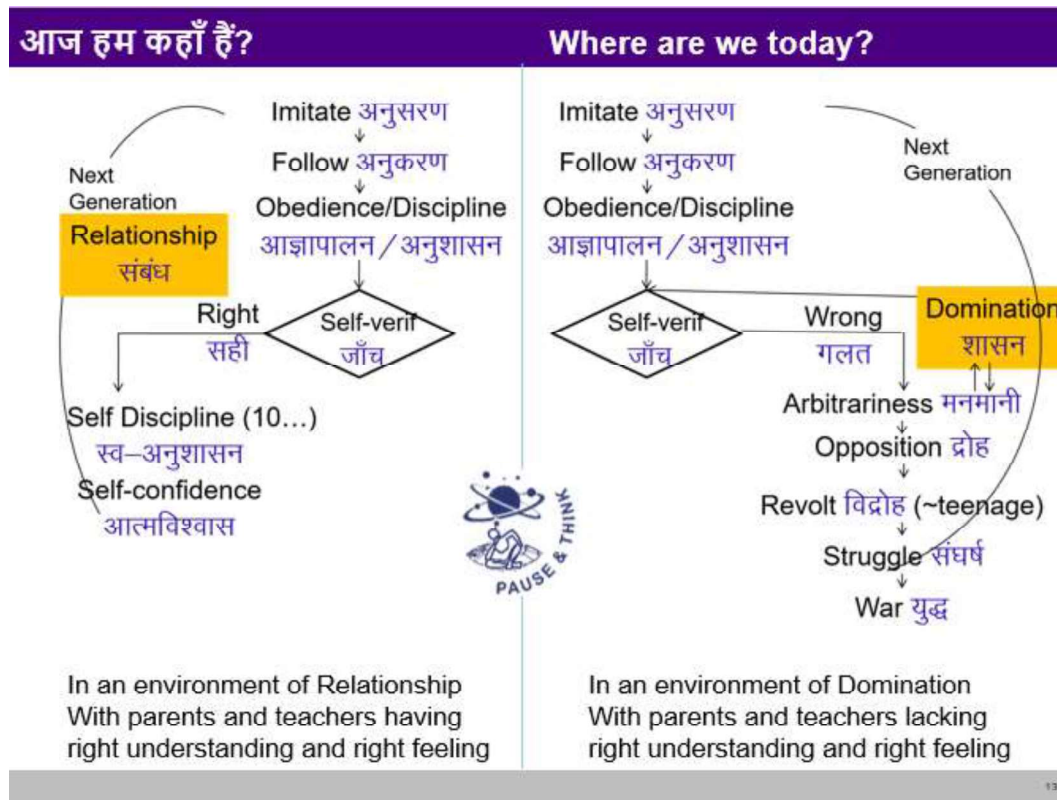 आज हम कहाँ हैं?
Where are we today?
Imitate अनुसरण
Follow अनुकरण
Next
Generation
Obedience/Discipline
Relationship
आज्ञापालन / अनुशासन
संबंध
Right
सही
Self-verif
जाँच
Self Discipline (10...)
स्व–अनुशासन
Self-confidence
आत्मविश्वास
In an environment of Relationship
With parents and teachers having
right understanding and right feeling
PAUSE & THINK
Imitate अनुसरण
Follow अनुकरण
Next
Generation
Obedience/Discipline
आज्ञापालन / अनुशासन
Self-verif
जाँच
Wrong
गलत
Domination
शासन
Arbitrariness मनमानी
Opposition द्रोह
Revolt विद्रोह (~teenage)
Struggle संघर्ष
War युद्ध
In an environment of Domination
With parents and teachers lacking
right understanding and right feeling
13